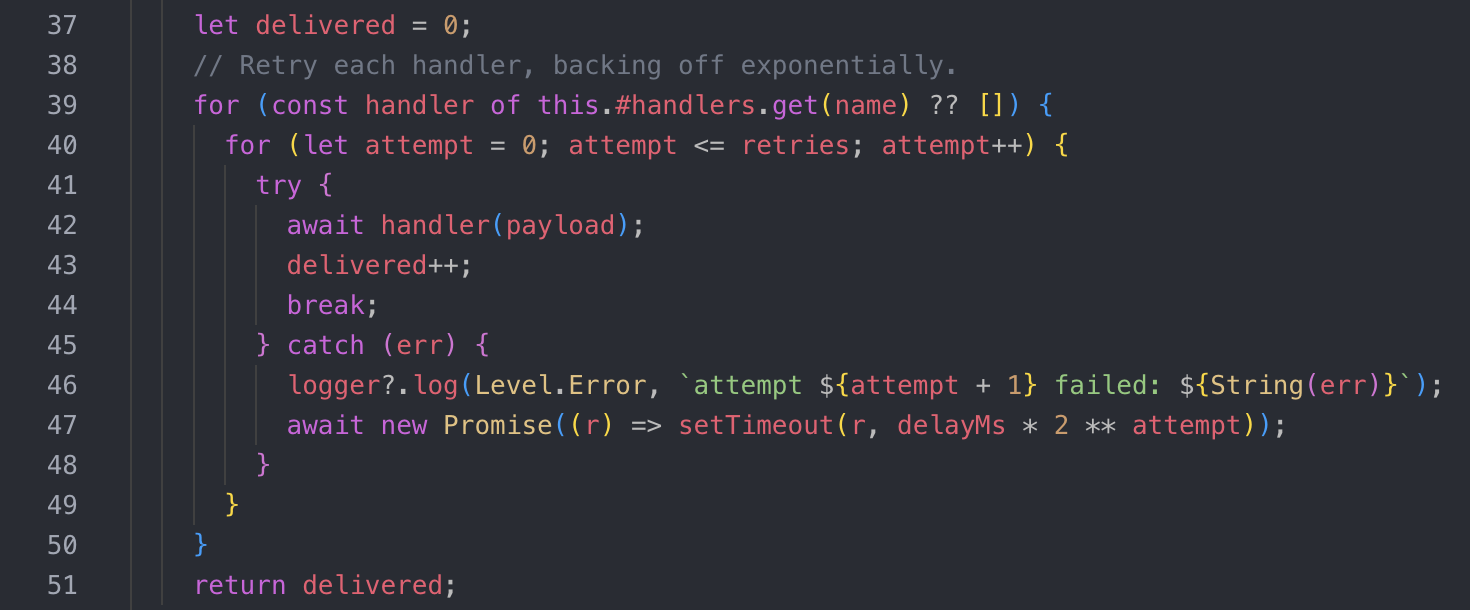 37 let delivered = 0;
38 // Retry each handler, backing off exponentially.
39 for (const handler of this.#handlers.get(name) ?? []) {
40 for (let attempt = 0; attempt <= retries; attempt++) {
41 try {
42 await handler(payload);
43 delivered++;
44 break;
45 } catch (err) {
46 logger?.log(Level.Error, `attempt ${attempt + 1} failed: ${String(err)}`);
47 await new Promise((r) => setTimeout(r, delayMs * 2 ** attempt));
48 }
49 }
50 }
51 return delivered;